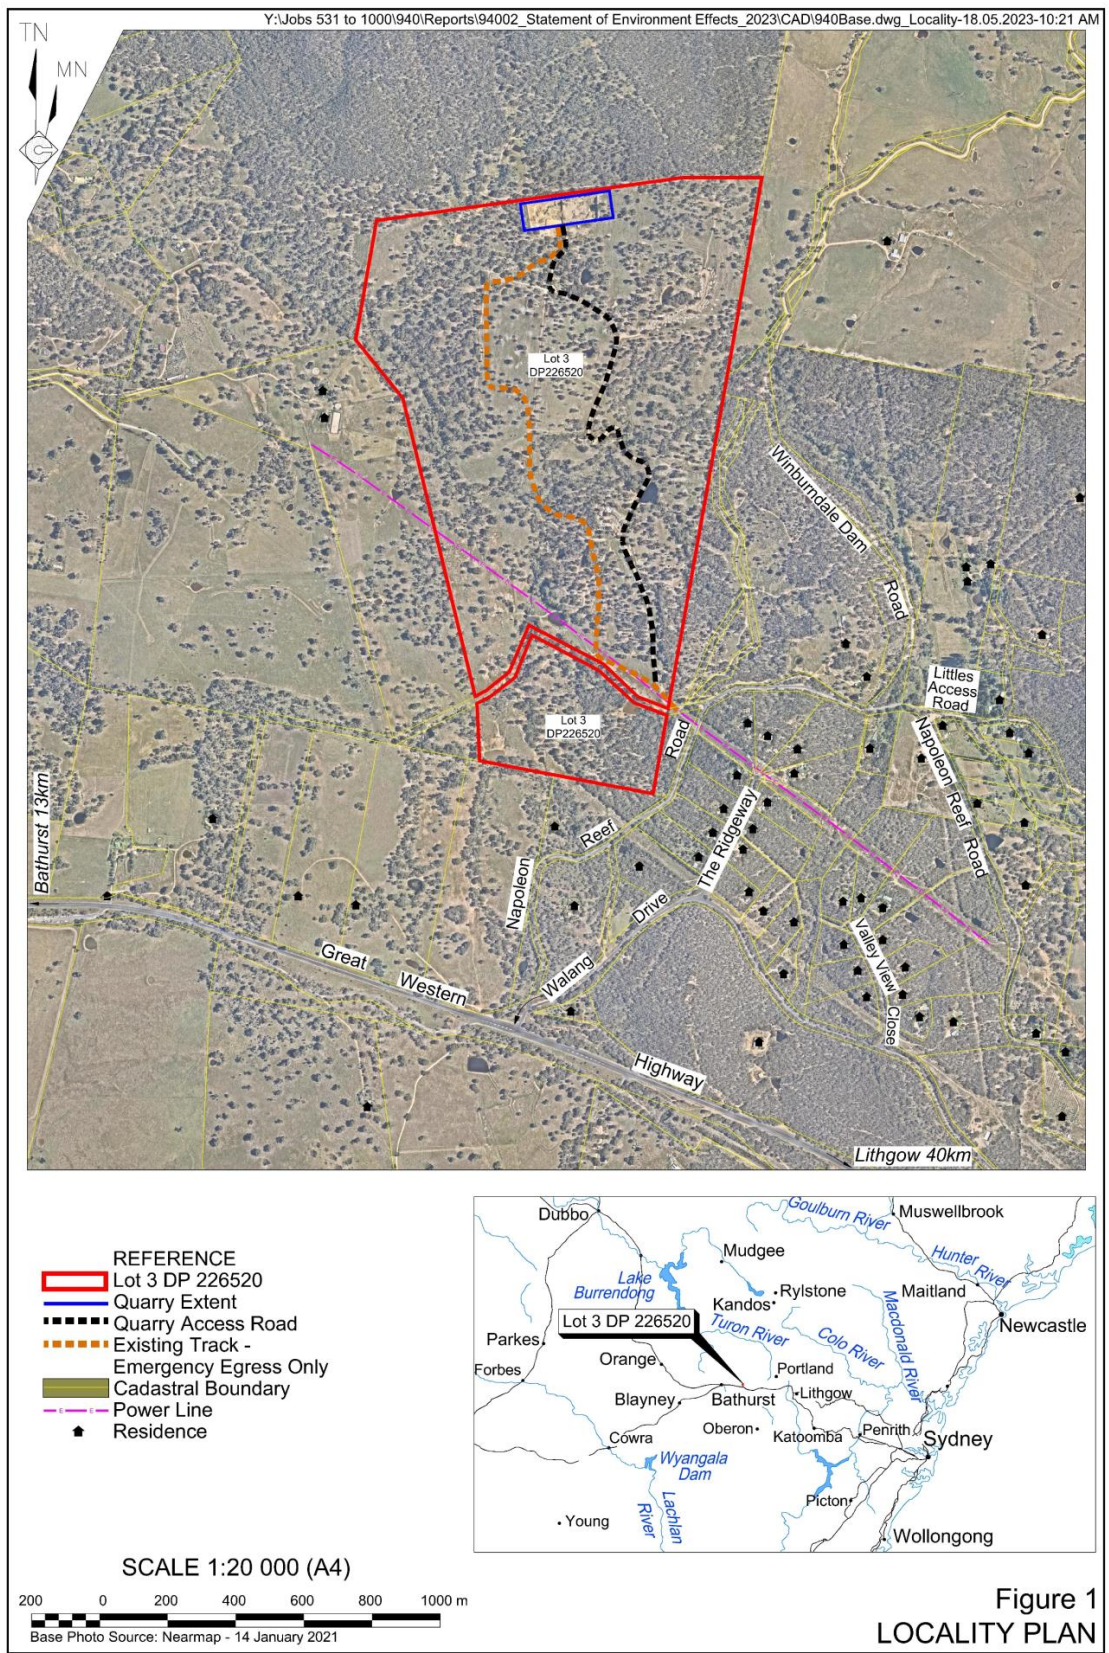 Y:\Jobs 531 to 1000\940\Reports\94002_Statement of Environment Effects_2023\CAD\940Base.dwg_Locality-18.05.2023-10:21 AM
TN
MN
Lot 3
DP226520
Winburndale Dam
Road
Littles
Access
Road
Lot 3
DP226520
Road
Napoleon Reef Road
Bathurst 13km
Reef
The Ridgeway
Napoleon
Drive
Walang
Valley View
Close
Great
Western
Highway
Lithgow 40km
REFERENCE
Lot 3 DP 226520
Quarry Extent
Quarry Access Road
Existing Track -
Emergency Egress Only
Cadastral Boundary
E E
Power Line
Residence
Dubbo
Goulburn River
Muswellbrook
Mudgee
Hunter River
Lake
Burrendong
Rylstone
Maitland
Kandos
Macdonald River
Newcastle
Lot 3 DP 226520
Turon River
Colo River
Parkes
Orange
Portland
Forbes
Lithgow
Blayney
Bathurst
Oberon
Katoomba
Penrith
Cowra
Sydney
Wyangala
Dam
Lachlan
River
Picton
Young
Wollongong
SCALE 1:20 000 (A4)
200 0 200 400 600 800 1000 m
Base Photo Source: Nearmap - 14 January 2021
Figure 1
LOCALITY PLAN